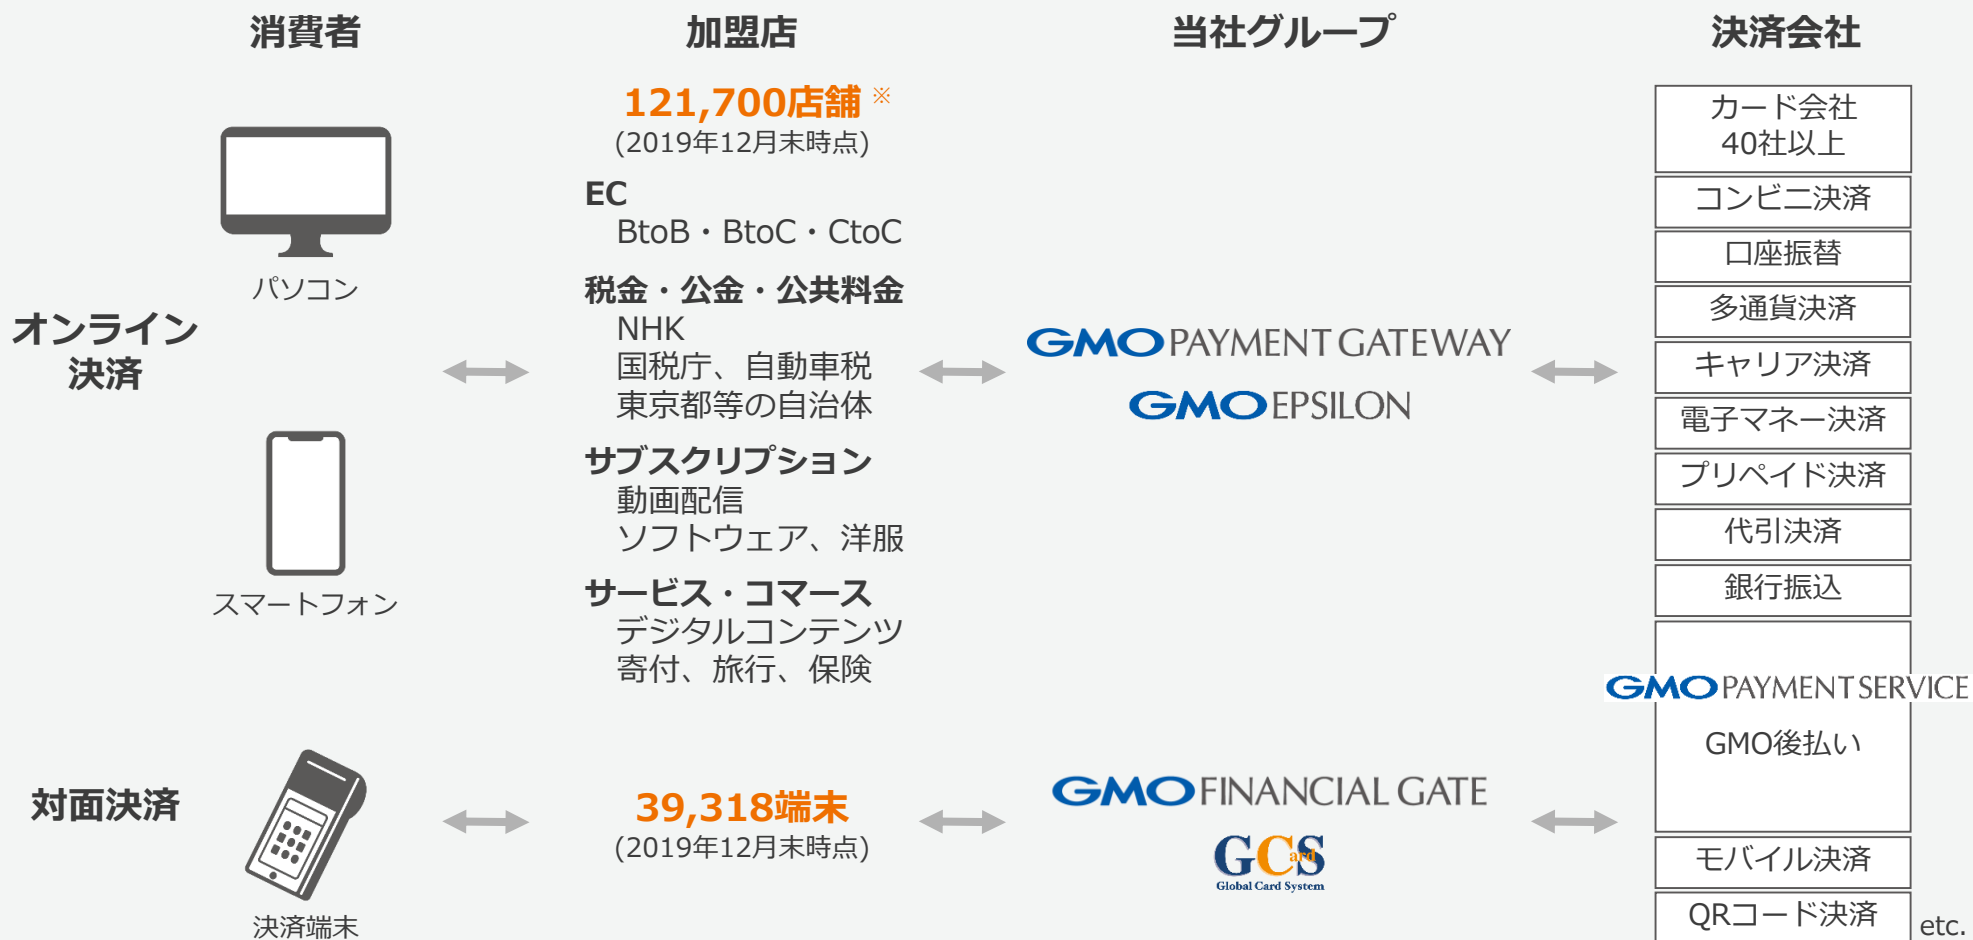 消費者
加盟店
当社グループ
決済会社
オンライン
決済
パソコン
スマートフォン
121,700店舗 ※
(2019年12月末時点)
EC
BtoB・BtoC・CtoC
税金・公金・公共料金
NHK
国税庁、自動車税
東京都等の自治体
サブスクリプション
動画配信
ソフトウェア、洋服
サービス・コマース
デジタルコンテンツ
寄付、旅行、保険
GMO PAYMENT GATEWAY
GMO EPSILON
カード会社
40社以上
コンビニ決済
口座振替
多通貨決済
キャリア決済
電子マネー決済
プリペイド決済
代引決済
銀行振込
GMO PAYMENT SERVICE
GMO後払い
モバイル決済
QRコード決済
etc.
対面決済
決済端末
39,318端末
(2019年12月末時点)
GMO FINANCIAL GATE
GCardS
Global Card System